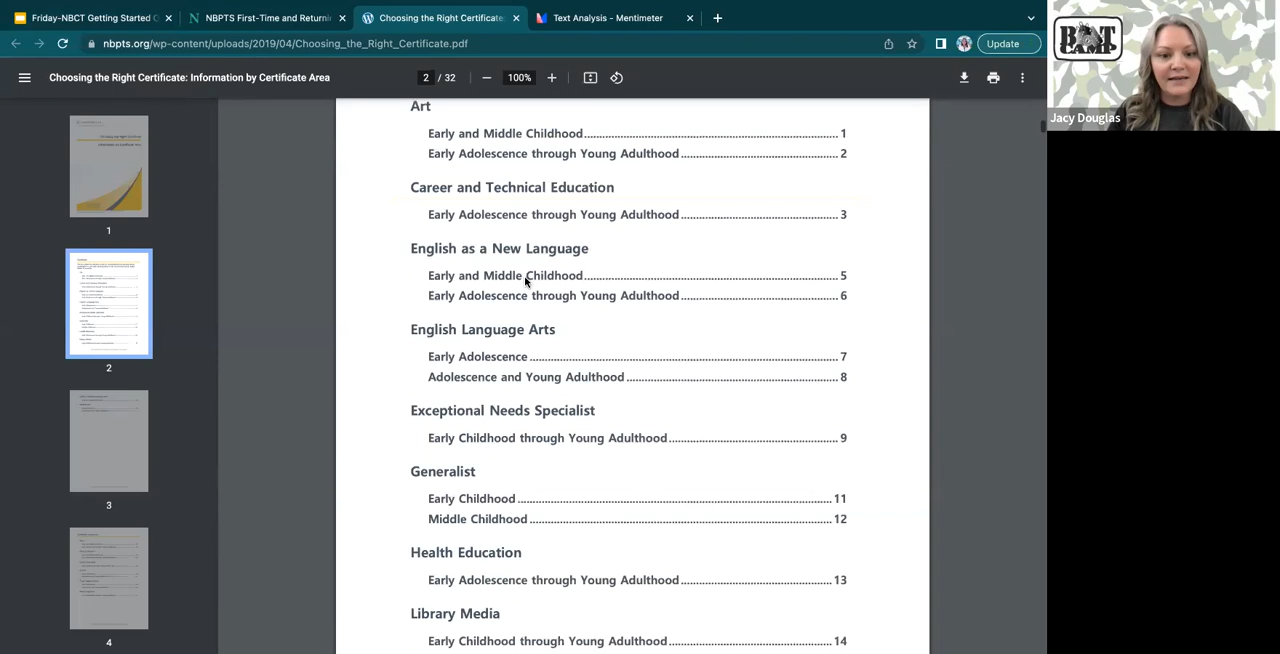 Friday-NBCT Getting Started
NBPTS First-Time and Returni
Choosing the Right Certificate
Text Analysis - Mentimeter
nbpts.org/wp-content/uploads/2019/04/Choosing_the_Right_Certificate.pdf
Update
Choosing the Right Certificate: Information by Certificate Area
2 / 32
100%
BOOT
CAMP
Jacy Douglas
1
2
3
4
Art
Early and Middle Childhood 1
Early Adolescence through Young Adulthood 2
Career and Technical Education
Early Adolescence through Young Adulthood 3
English as a New Language
Early and Middle Childhood 5
Early Adolescence through Young Adulthood 6
English Language Arts
Early Adolescence 7
Adolescence and Young Adulthood 8
Exceptional Needs Specialist
Early Childhood through Young Adulthood 9
Generalist
Early Childhood 11
Middle Childhood 12
Health Education
Early Adolescence through Young Adulthood 13
Library Media
Early Childhood through Young Adulthood 14